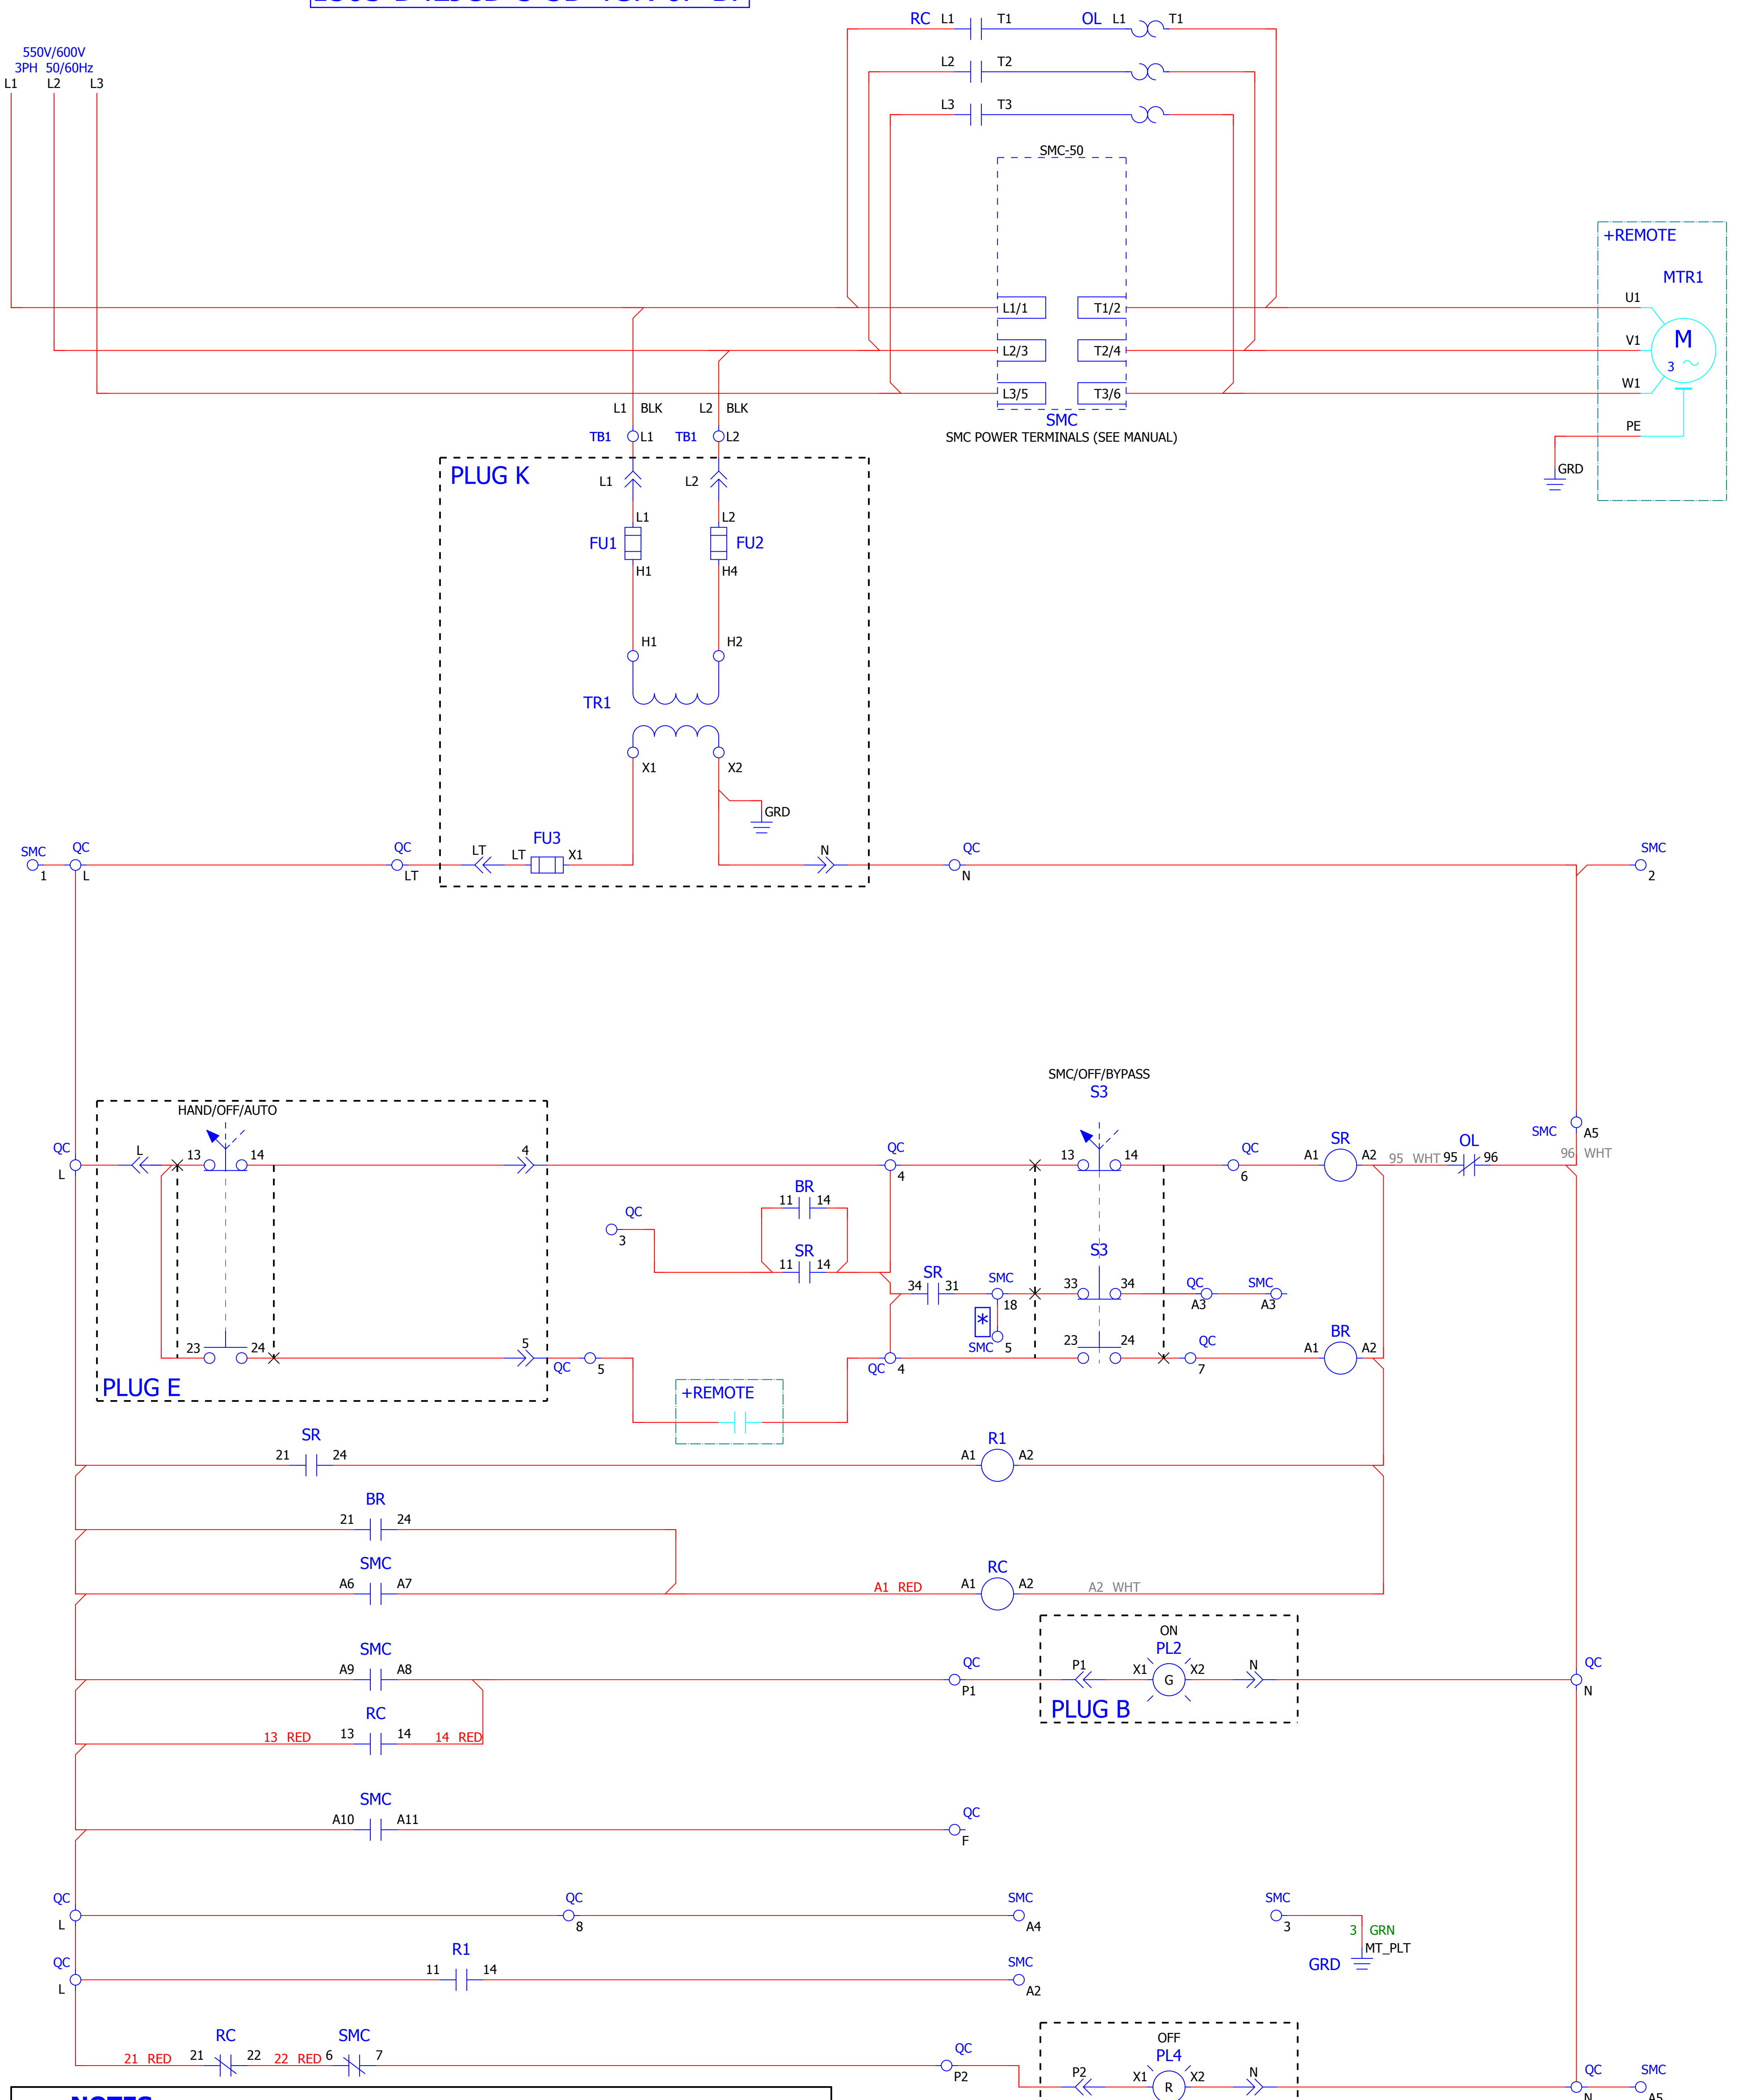 RC L1 T1 OL L1 T1
550V/600V
3PH 50/60Hz
L1 L2 L3
L2 T2
L3 T3
SMC-50
+REMOTE
MTR1
L1/1 T1/2 U1
L2/3 T2/4 V1 M
3
L3/5 T3/6 W1
L1 BLK L2 BLK
SMC
PE
TB1 L1 TB1 L2
SMC POWER TERMINALS (SEE MANUAL)
PLUG K
L1 L2
GRD
L1 L2
FU1 FU2
H1 H4
H1 H2
TR1
X1 X2
GRD
FU3
SMC QC QC LT LT X1 N QC SMC
1 L LT N 2
SMC/OFF/BYPASS
S3
HAND/OFF/AUTO
SMC A5
QC L 13 14 4 QC 13 14 QC SR OL
A1 A2 95 WHT 95 96 96 WHT
L 4 6
BR
11 14
QC
3
SR
11 14
S3
SR
34 31 SMC 33 34 QC SMC
18 A3 A3
*
SMC 5
23 24 5 QC 5 QC 4 23 24 QC 7 BR A1 A2
PLUG E
+REMOTE
SR
21 24
R1
A1 A2
BR
21 24
SMC
A6 A7
RC
A1 RED A1 A2 A2 WHT
ON
SMC
A9 A8
QC
P1
P1 PL2 X1 G X2 N
PLUG B
QC
N
RC
13 RED 13 14 14 RED
SMC
A10 A11
QC
F
QC QC SMC SMC
L 8 A4 3
3 GRN
MT_PLT
GRD
QC R1 SMC
L 11 14 A2
OFF
RC SMC
21 RED 21 22 22 RED 6 7
QC
P2
P2 PL4 X1 R X2 N
QC SMC
N A5